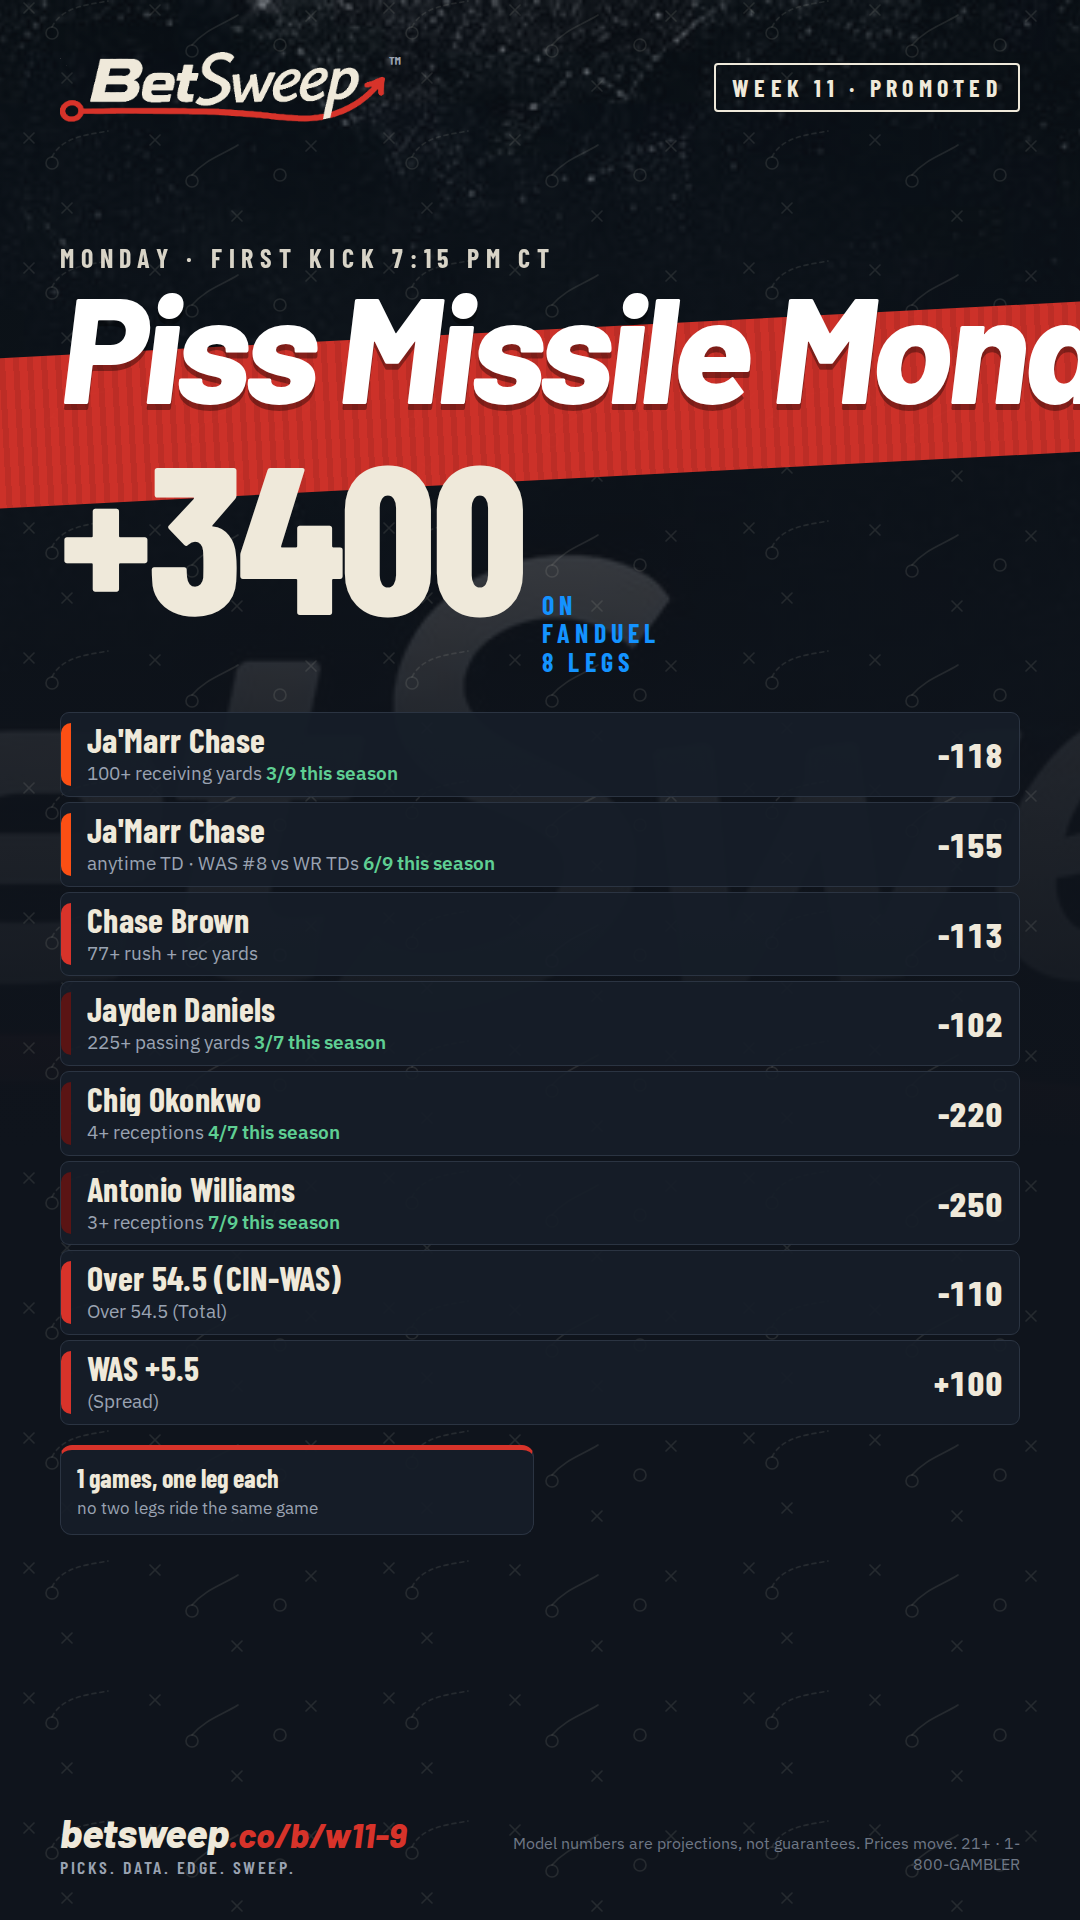 BetSweep™
WEEK 11 · PROMOTED
MONDAY · FIRST KICK 7:15 PM CT
Piss Missile Mond
+3400
ON
FANDUEL
8 LEGS
Ja'Marr Chase
100+ receiving yards 3/9 this season
-118
Ja'Marr Chase
anytime TD · WAS #8 vs WR TDs 6/9 this season
-155
Chase Brown
77+ rush + rec yards
-113
Jayden Daniels
225+ passing yards 3/7 this season
-102
Chig Okonkwo
4+ receptions 4/7 this season
-220
Antonio Williams
3+ receptions 7/9 this season
-250
Over 54.5 (CIN-WAS)
Over 54.5 (Total)
-110
WAS +5.5
(Spread)
+100
1 games, one leg each
no two legs ride the same game
betsweep.co/b/w11-9
PICKS. DATA. EDGE. SWEEP.
Model numbers are projections, not guarantees. Prices move. 21+ · 1-
800-GAMBLER